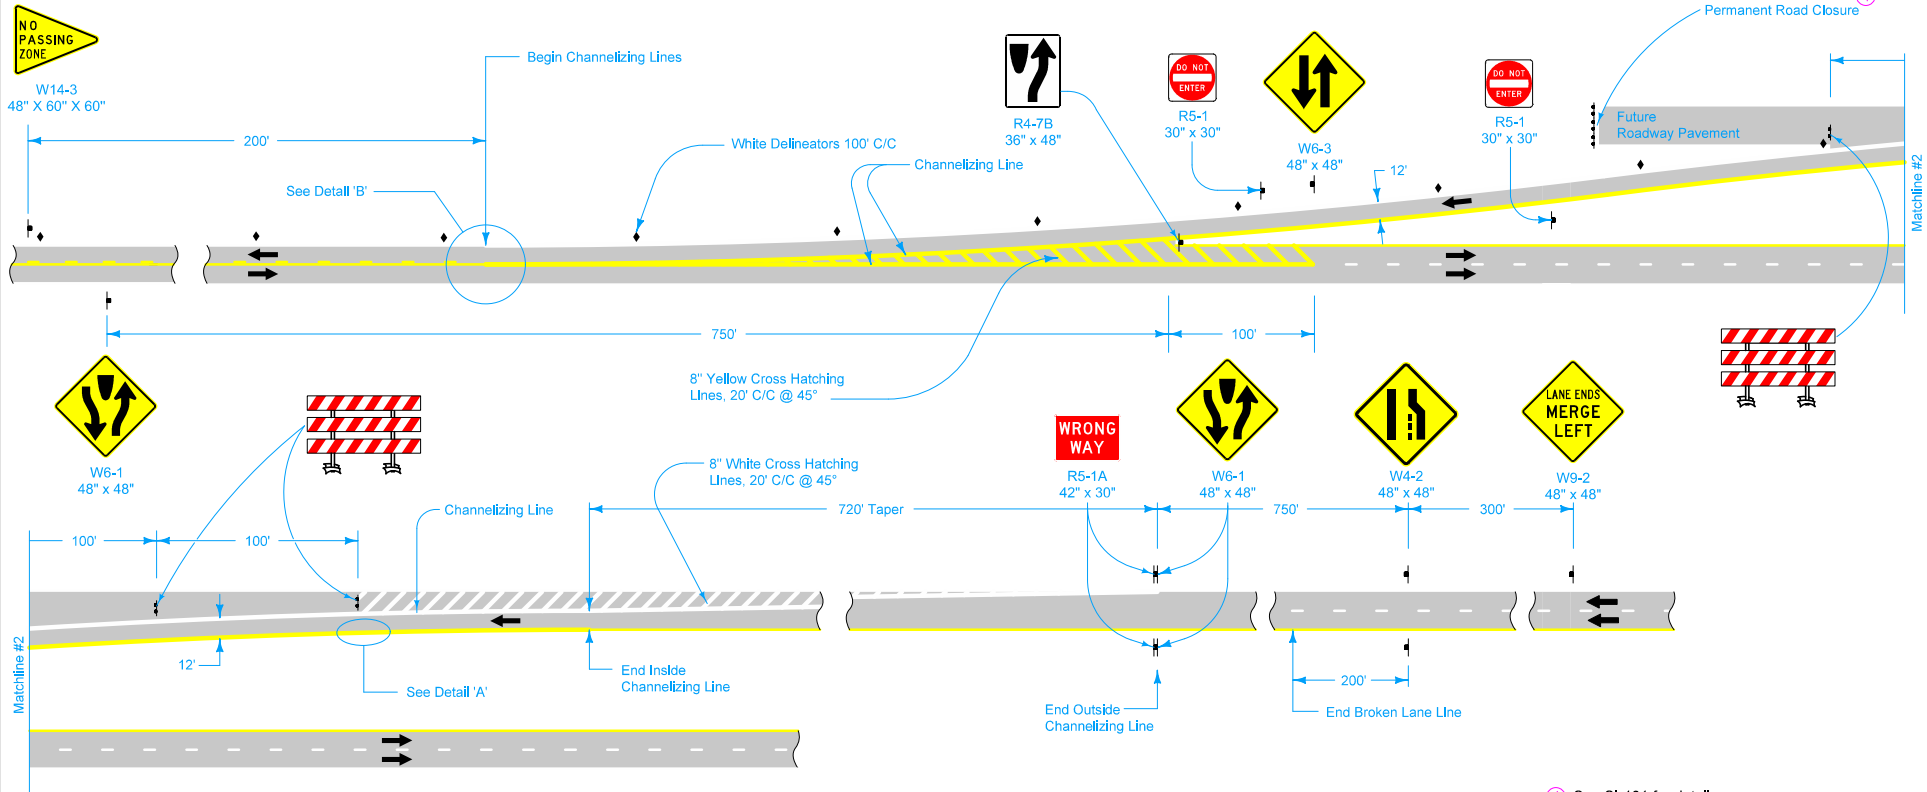 Permanent Road Closure
NO
PASSING
ZONE
W14-3
48" X 60" X 60"
Begin Channelizing Lines
200'
See Detail 'B'
White Delineators 100' C/C
Channelizing Line
R4-7B
36" x 48"
DO NOT
ENTER
R5-1
30" x 30"
W6-3
48" x 48"
DO NOT
ENTER
R5-1
30" x 30"
Future
Roadway Pavement
12'
Matchline #2
750'
100'
8" Yellow Cross Hatching
Lines, 20' C/C @ 45°
W6-1
48" x 48"
8" White Cross Hatching
Lines, 20' C/C @ 45°
WRONG
WAY
R5-1A
42" x 30"
W6-1
48" x 48"
W4-2
48" x 48"
LANE ENDS
MERGE
LEFT
W9-2
48" x 48"
Channelizing Line
720' Taper
750'
300'
100'
100'
Matchline #2
12'
See Detail 'A'
End Inside
Channelizing Line
End Outside
Channelizing Line
200'
End Broken Lane Line